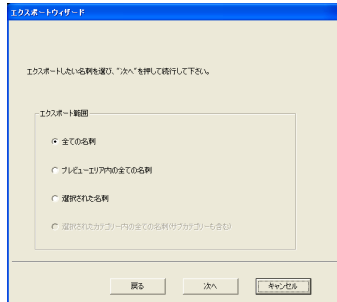 エクスポートウィザード
エクスポートしたい名刺を選び、"次へ"を押して続行して下さい。
エクスポート範囲
全ての名刺
プレビューエリア内の全ての名刺
選択された名刺
選択されたカテゴリー内の全ての名刺(サブカテゴリーも含む)
戻る 次へ キャンセル